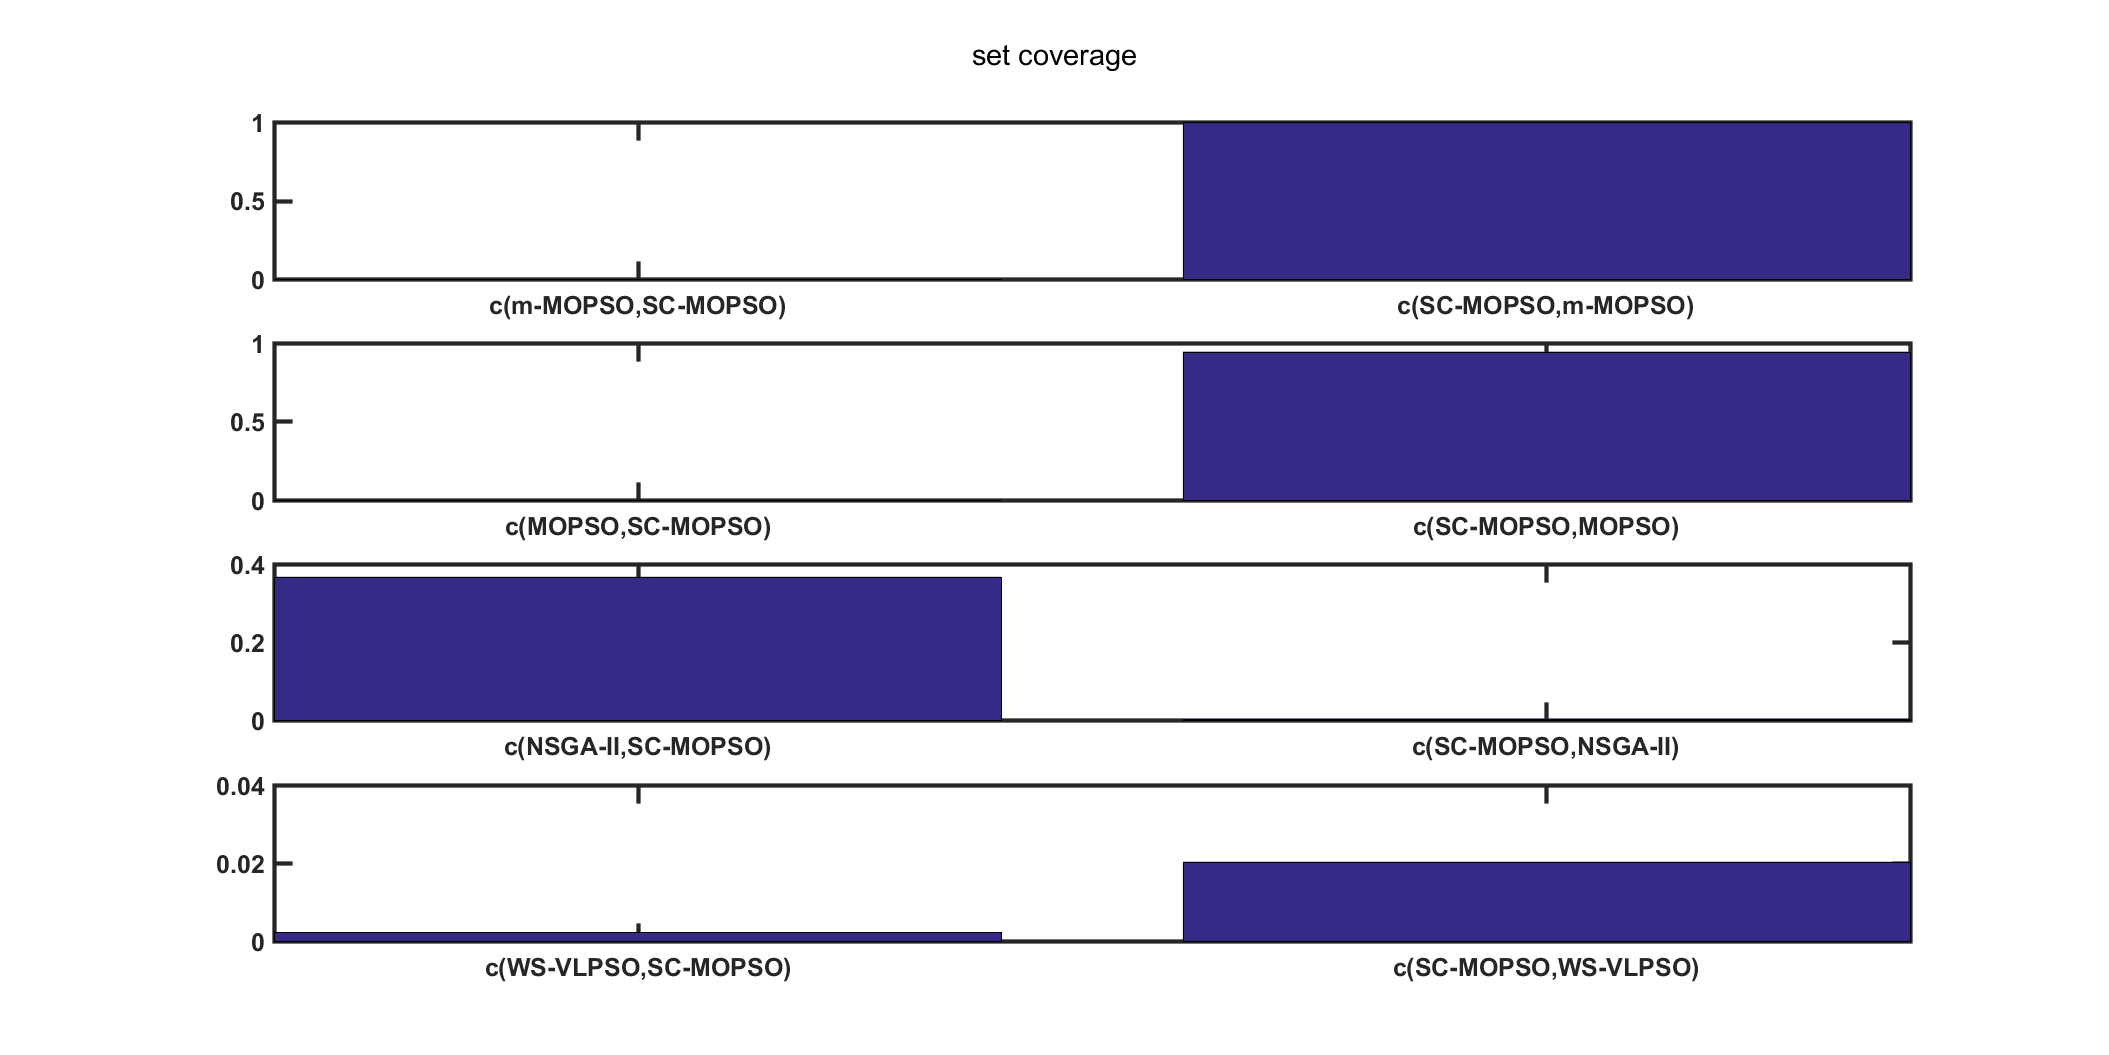 set coverage
1
0.5
0
c(m-MOPSO,SC-MOPSO) c(SC-MOPSO,m-MOPSO)
1
0.5
0
c(MOPSO,SC-MOPSO) c(SC-MOPSO,MOPSO)
0.4
0.2
0
c(NSGA-II,SC-MOPSO) c(SC-MOPSO,NSGA-II)
0.04
0.02
0
c(WS-VLPSO,SC-MOPSO) c(SC-MOPSO,WS-VLPSO)